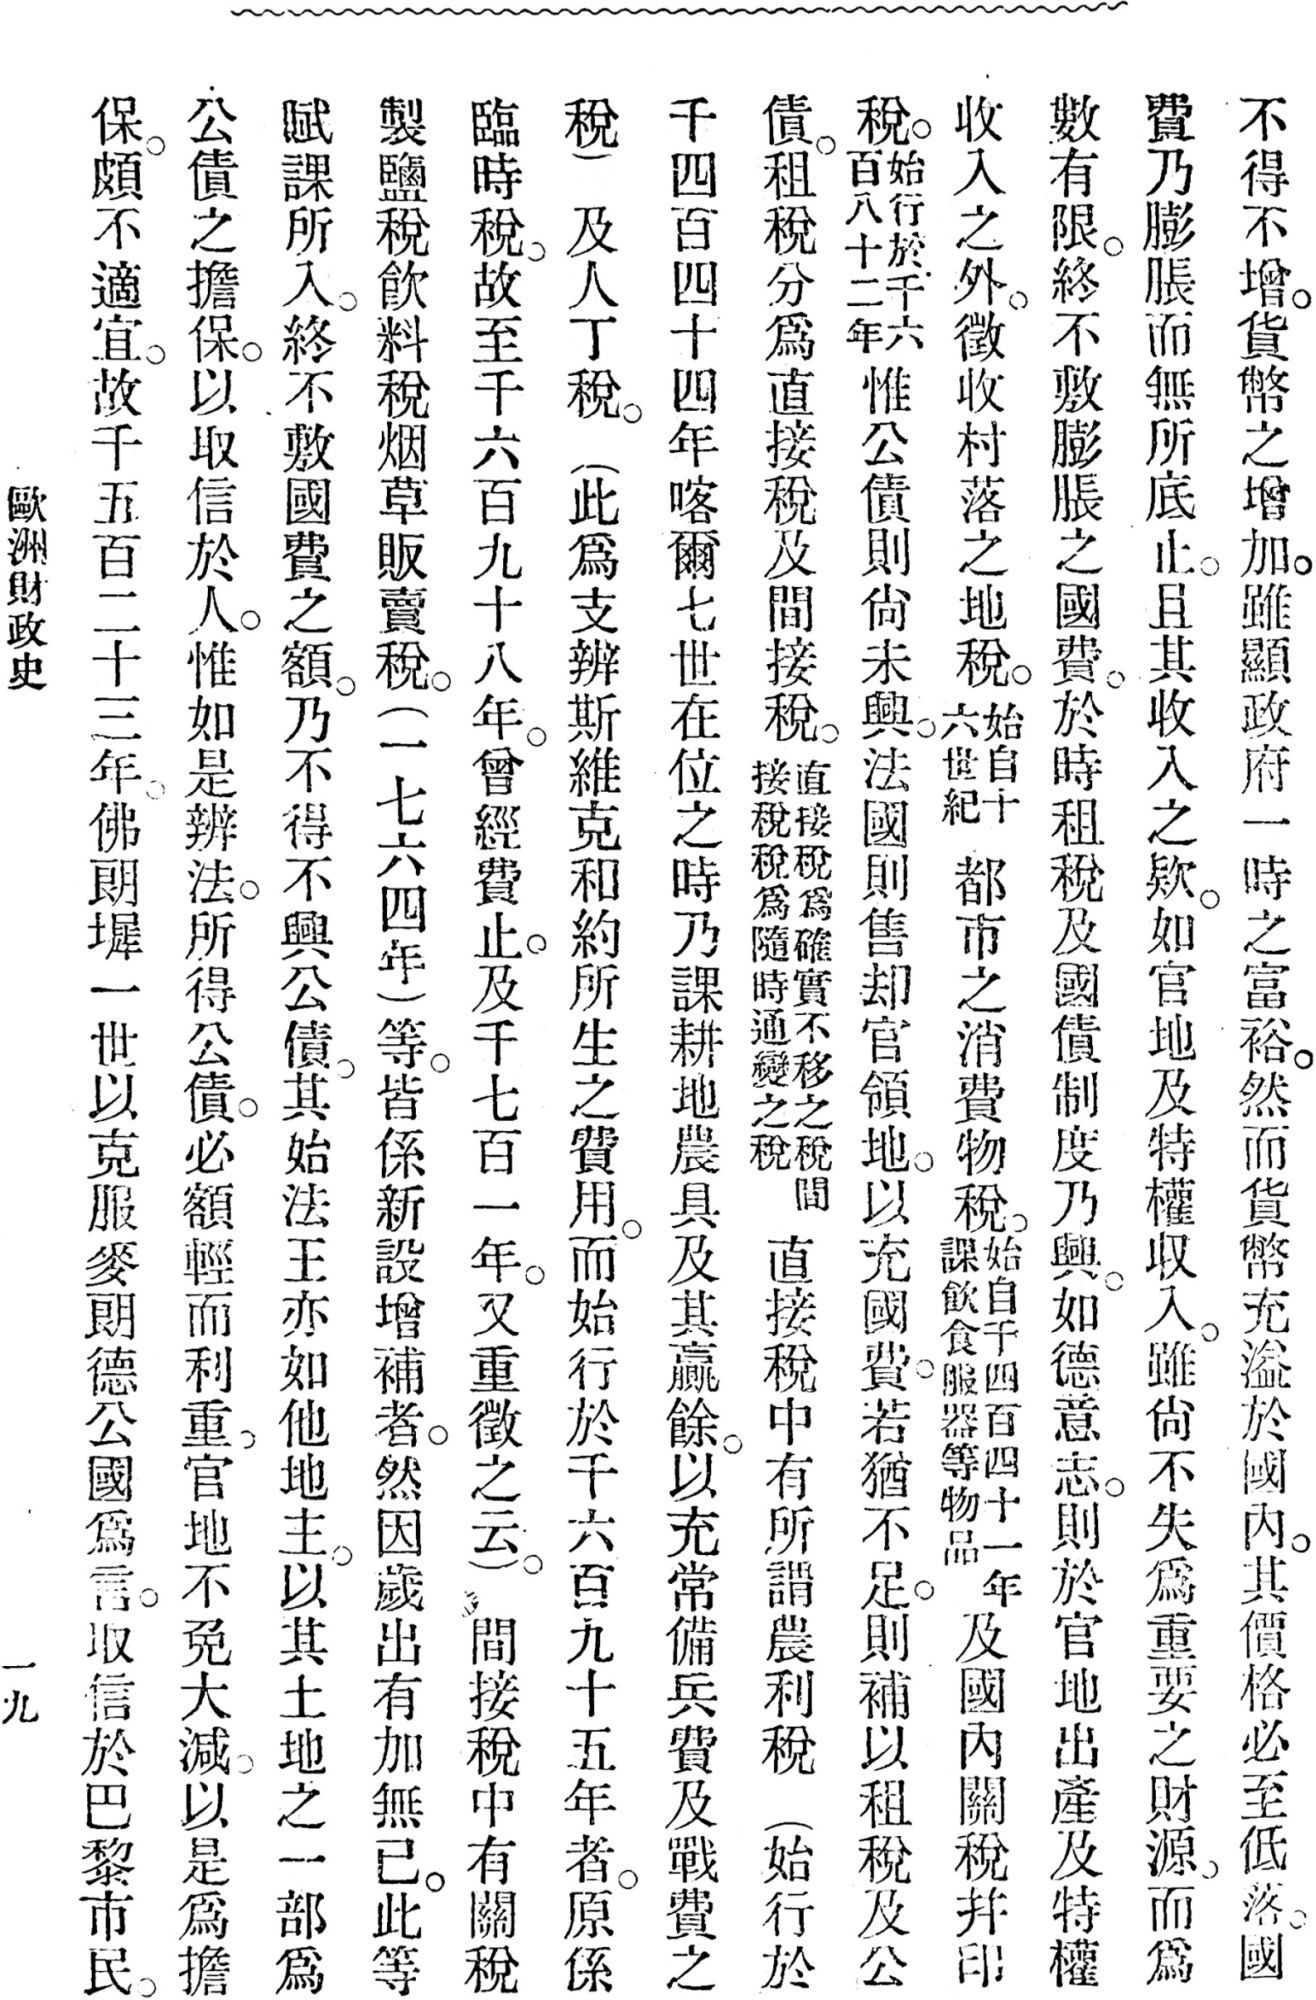 不得不增。貨幣之增加。雖顯政府一時之富裕。然而貨幣充溢於國內。其價格必至低落。國
費乃膨脹而無所底止。且其收入之欵。如官地及特權収入。雖尙不失爲重要之財源。而爲
數有限。終不敷膨脹之國費。於時租稅及國債制度乃興。如德意志。則於官地出產及特權
收入之外。徵收村落之地稅。始自十六世紀 都市之消費物稅。始自千四百四十一年課飲食服器等物品 及國內關稅幷印
稅。始行於千六百八十二年 惟公債則尙未興。法國則售却官領地。以充國費。若猶不足。則補以租稅及公
債。租稅分爲直接稅及間接稅。直接稅爲確實不移之稅間接稅稅爲隨時通變之稅 直接稅中有所謂農利稅 (始行於
千四百四十四年喀爾七世在位之時乃課耕地農具及其贏餘。以充常備兵費及戰費之
稅)及人丁稅。(此爲支辨斯維克和約所生之費用。而始行於千六百九十五年者。原係
臨時稅。故至千六百九十八年。曾經費止。及千七百一年。又重徵之云。)間接稅中有關稅
製鹽稅飮料稅烟草販賣稅。(一七六四年)等。皆係新設增補者。然因歲出有加無已。此等
賦課所入。終不敷國費之額。乃不得不興公債。其始法王亦如他地主。以其土地之一部爲
公債之擔保。以取信於人。惟如是辨法。所得公債。必額輕而利重。官地不免大減。以是爲擔
保。頗不適宜。故千五百二十三年。佛朗墀一世以克服麥朗德公國爲言。取信於巴黎市民。
歐洲財政史
一九